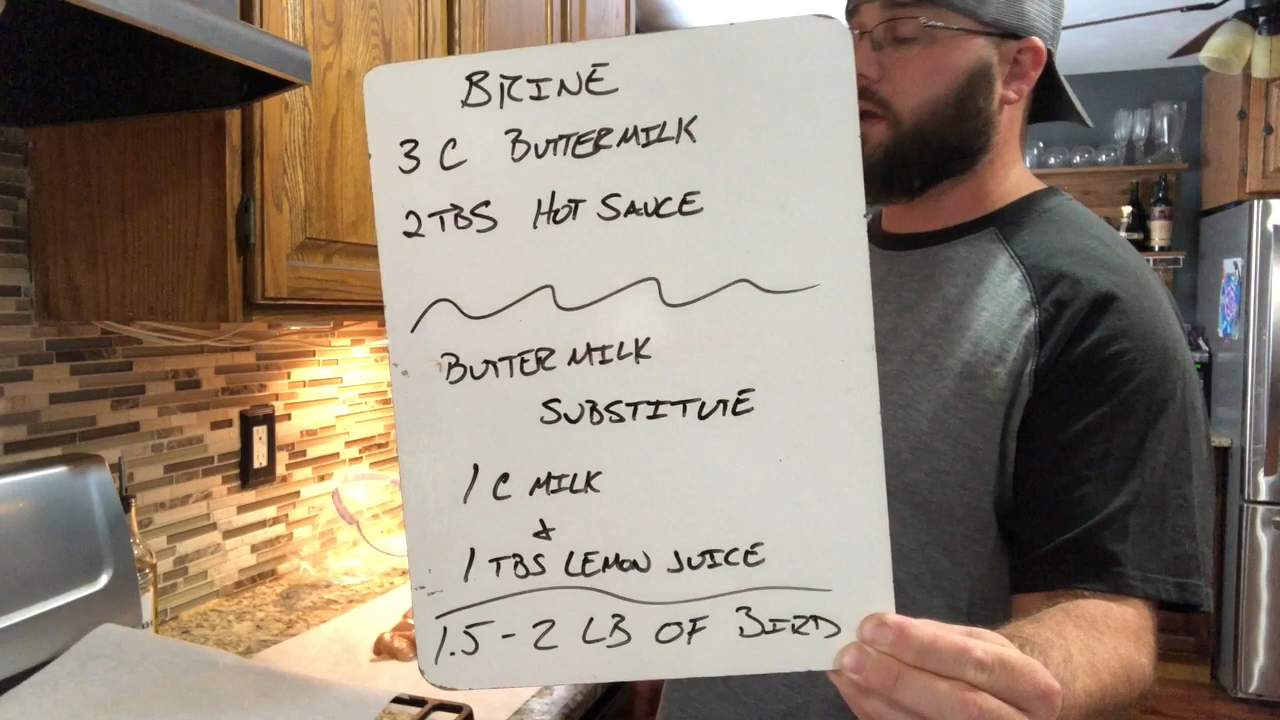 BRINE
3 C BUTTERMILK
2 TBS HOT SAUCE
BUTTER MILK
SUBSTITUTE
1 C MILK
&
1 TBS LEMON JUICE
1.5 - 2 LB OF BIRD